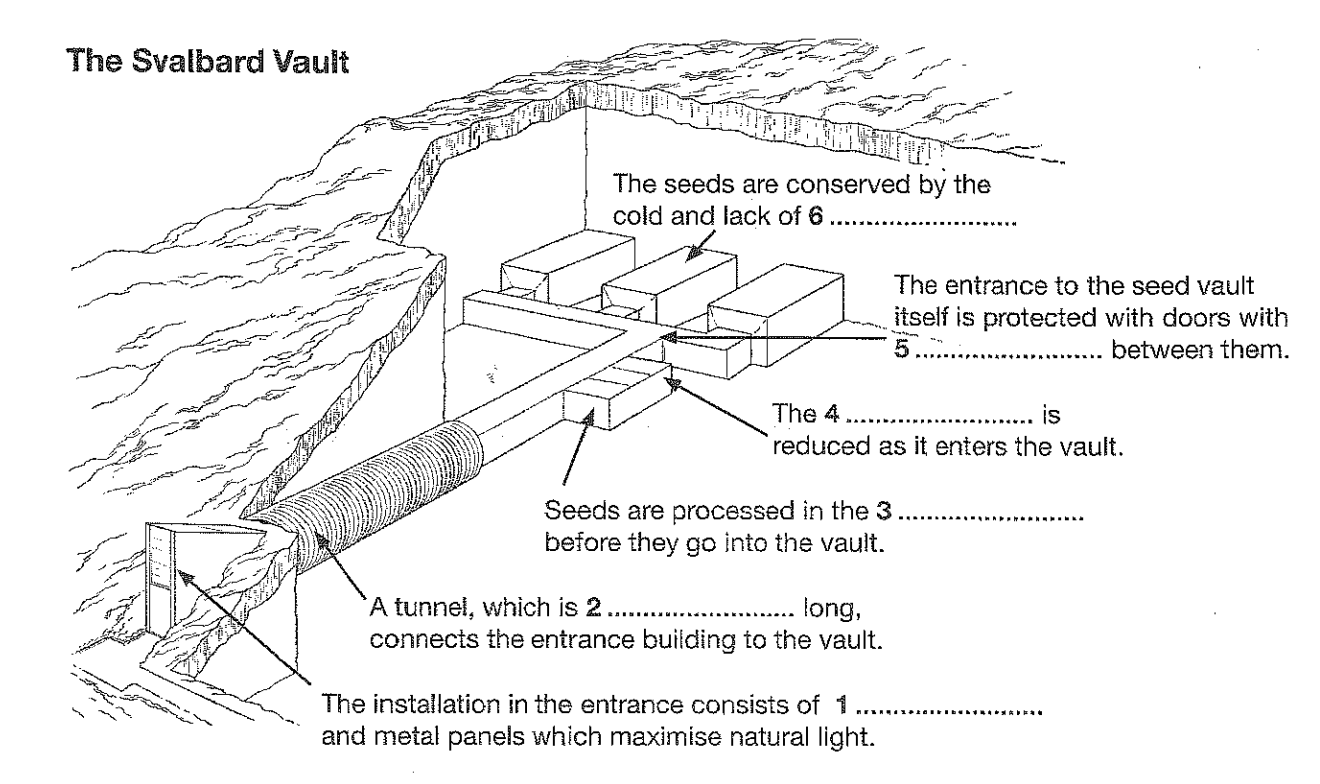 The Svalbard Vault
The seeds are conserved by the
cold and lack of 6 ..........................
The entrance to the seed vault
itself is protected with doors with
5 .......................... between them.
The 4 .......................... is
reduced as it enters the vault.
Seeds are processed in the 3 ..........................
before they go into the vault.
A tunnel, which is 2 .......................... long,
connects the entrance building to the vault.
The installation in the entrance consists of 1 ..........................
and metal panels which maximise natural light.